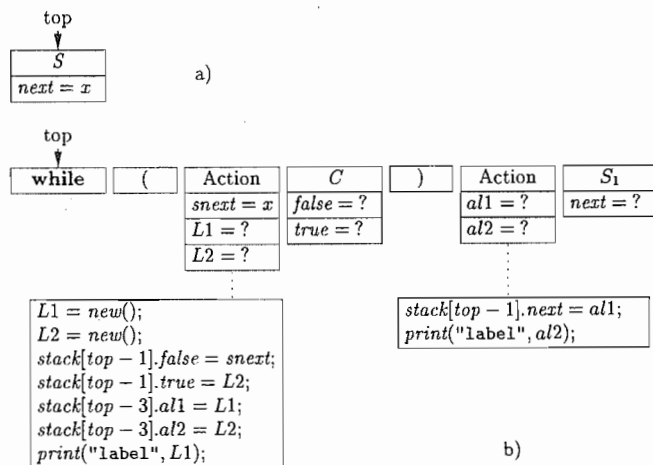 top
S
next = x
a)
top
while ( Action C ) Action S₁
snext = x false = ? al1 = ? next = ?
L1 = ? true = ? al2 = ?
L2 = ?
L1 = new();
L2 = new();
stack[top − 1].false = snext;
stack[top − 1].true = L2;
stack[top − 3].al1 = L1;
stack[top − 3].al2 = L2;
print("label", L1);
stack[top − 1].next = al1;
print("label", al2);
b)